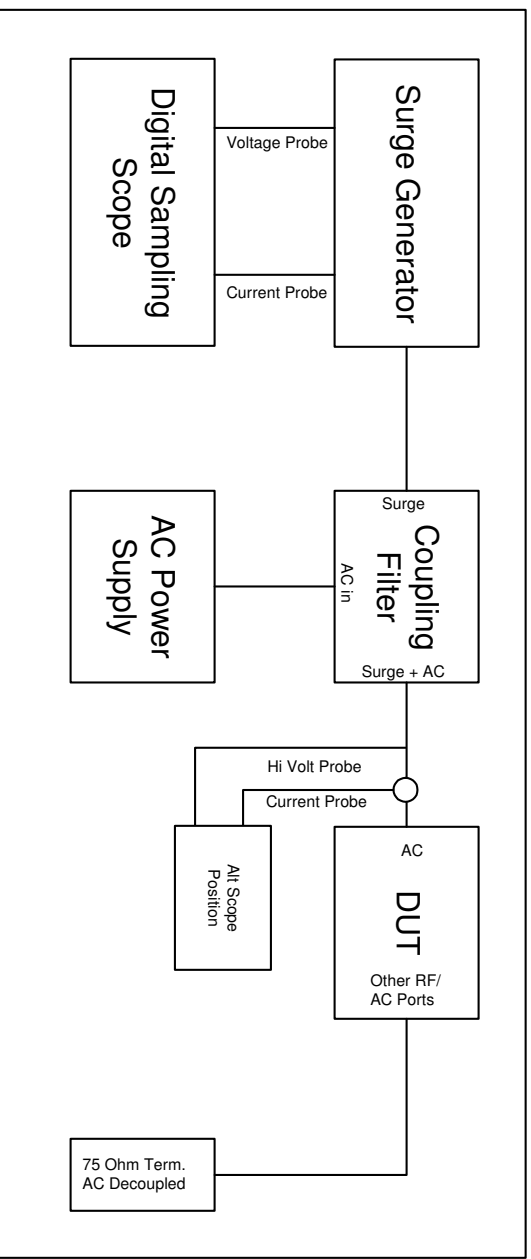 Surge Generator
Voltage Probe
Current Probe
Digital Sampling
Scope
Surge
Coupling
Filter
AC in
Surge + AC
AC Power
Supply
Hi Volt Probe
Current Probe
Alt Scope
Position
AC
DUT
Other RF/
AC Ports
75 Ohm Term.
AC Decoupled